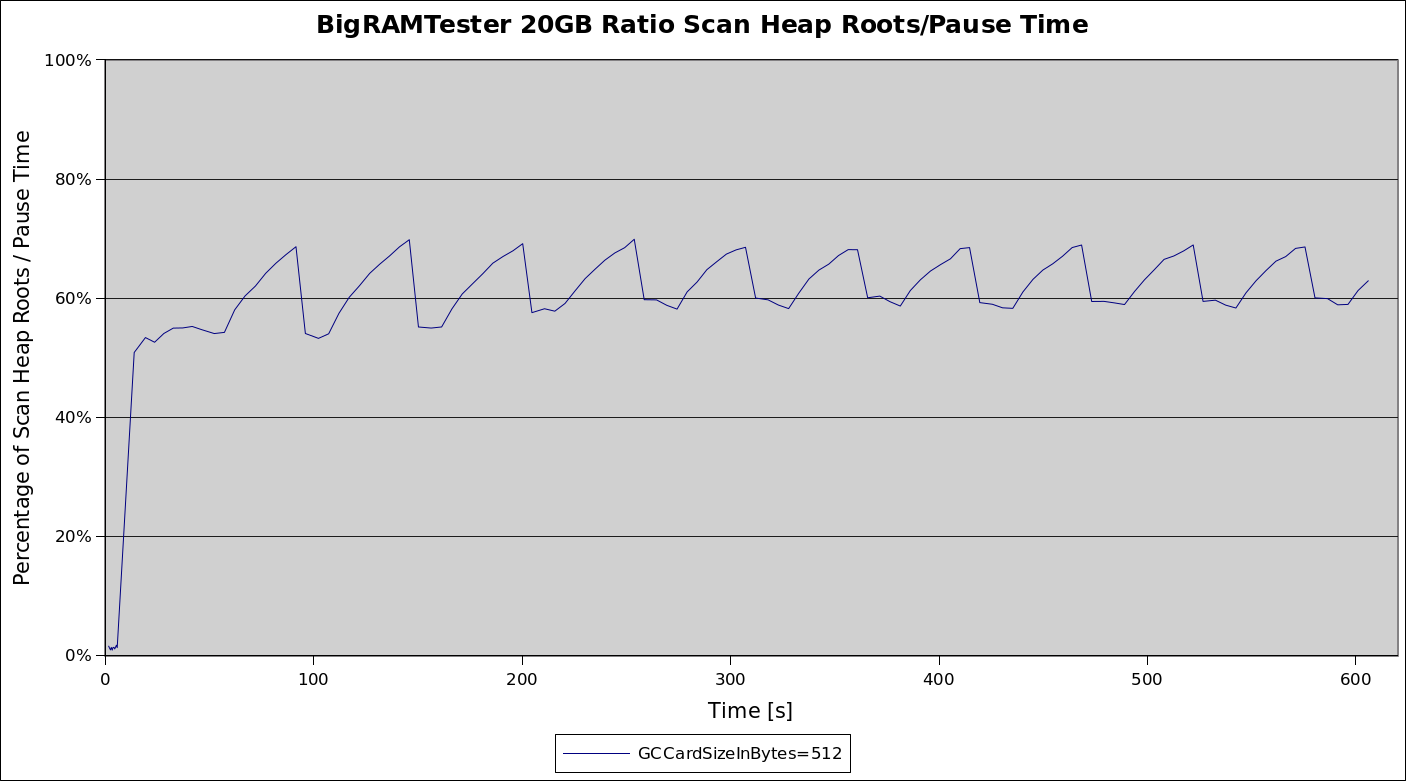 BigRAMTester 20GB Ratio Scan Heap Roots/Pause Time
Percentage of Scan Heap Roots / Pause Time
100%
80%
60%
40%
20%
0%
0 100 200 300 400 500 600
Time [s]
GCCardSizeInBytes=512